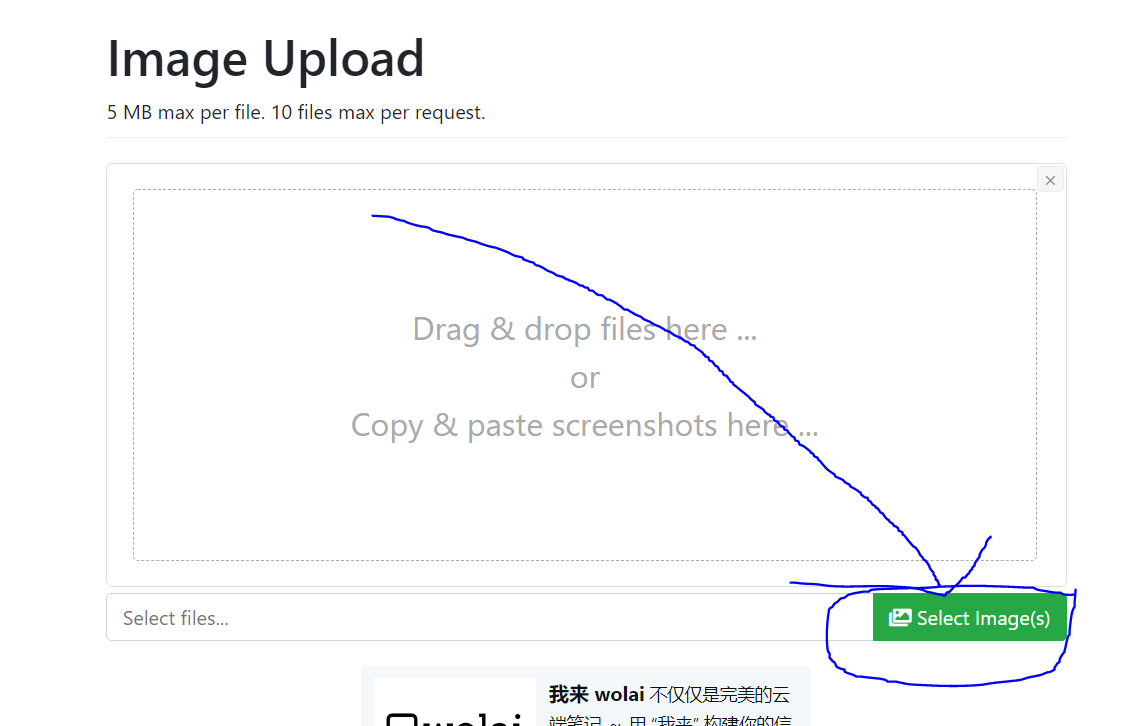 Image Upload
5 MB max per file. 10 files max per request.
×
Drag & drop files here ...
or
Copy & paste screenshots here ...
Select files...
Select Image(s)
我来 wolai 不仅仅是完美的云
端笔记 ~ 用 “我来” 构建你的信
wolai